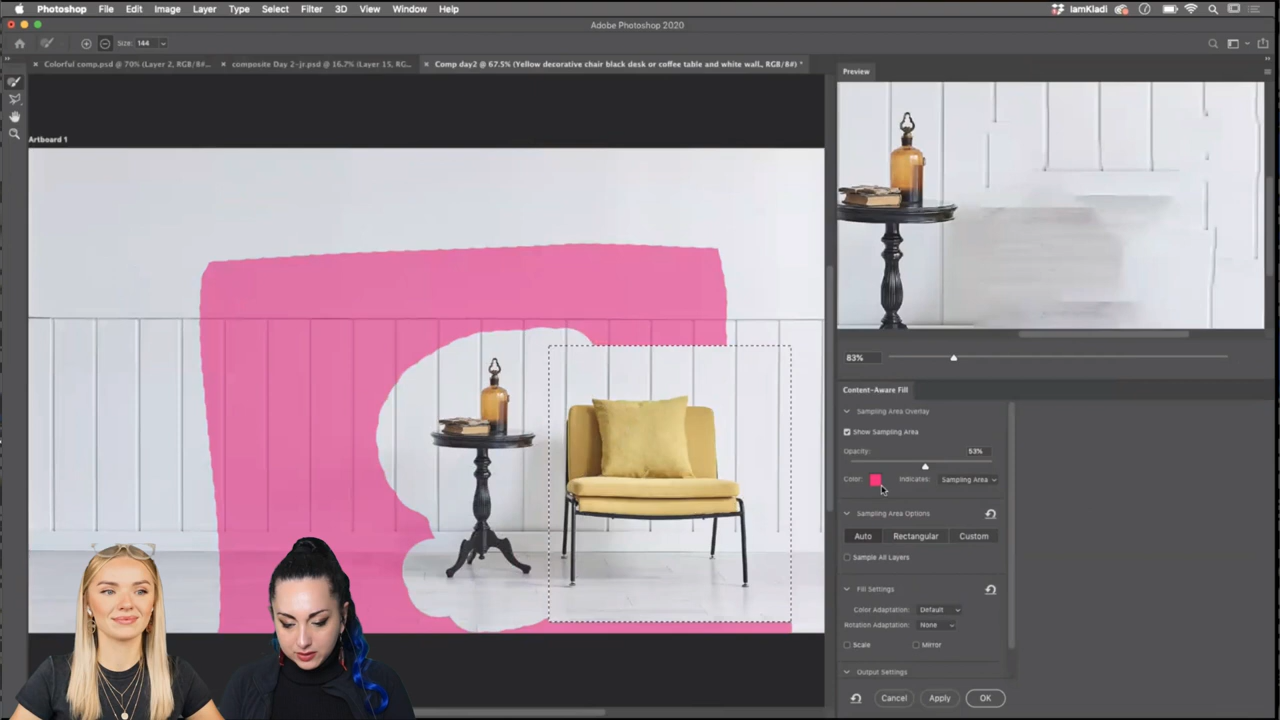 Photoshop File Edit Image Layer Type Select Filter 3D View Window Help IamKladi
Adobe Photoshop 2020
Size: 144
Colorful comp.psd @ 70% (Layer 2, RGB/8#... composite Day 2-jr.psd @ 16.7% (Layer 15, RG... Comp day2 @ 67.5% (Yellow decorative chair black desk or coffee table and white wall., RGB/8#) *
Preview
Artboard 1
83%
Content-Aware Fill
Sampling Area Overlay
Show Sampling Area
Opacity: 53%
Color: Indicates: Sampling Area
Sampling Area Options
Auto Rectangular Custom
Sample All Layers
Fill Settings
Color Adaptation: Default
Rotation Adaptation: None
Scale Mirror
Output Settings
Cancel Apply OK